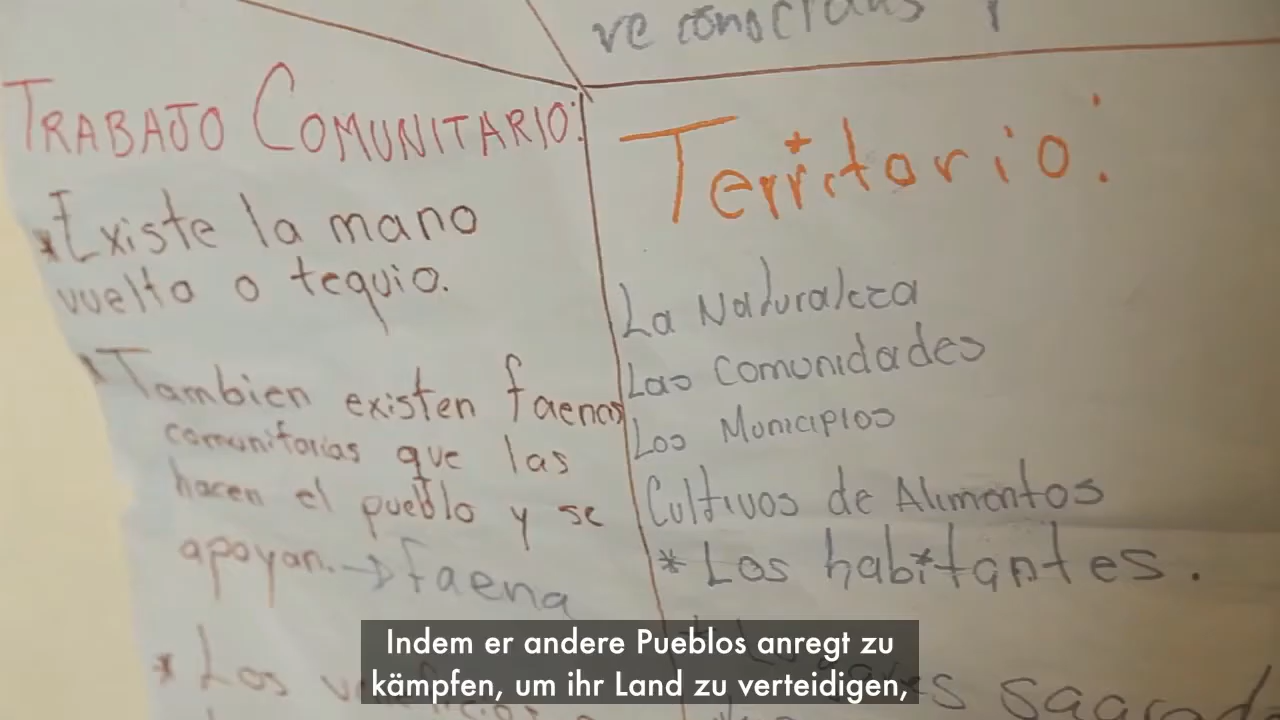 ve conocidas
TRABAJO COMUNITARIO:
*Existe la mano
vuelta o tequio.
*Tambien existen faenas
comunitarias que las
hacen el pueblo y se
apoyan.→faena
* Los
Territorio:
La Naturaleza
Las Comunidades
Los Municipios
Cultivos de Alimentos
* Los habitantes.
Indem er andere Pueblos anregt zu
kämpfen, um ihr Land zu verteidigen,